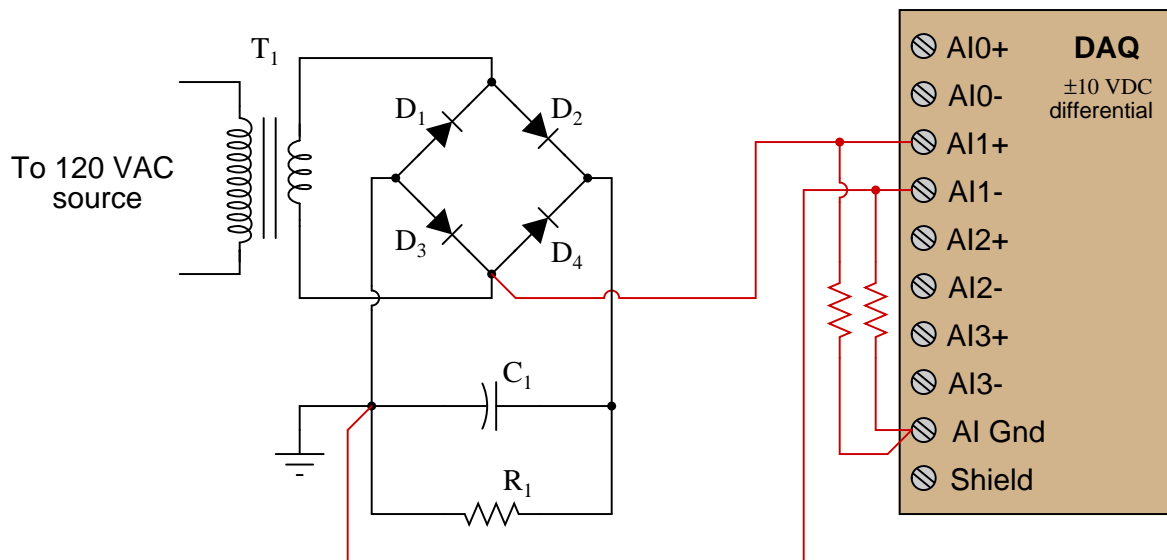 T1
To 120 VAC
source
D1
D2
D3
D4
C1
R1
DAQ
±10 VDC
differential
AI0+
AI0-
AI1+
AI1-
AI2+
AI2-
AI3+
AI3-
AI Gnd
Shield